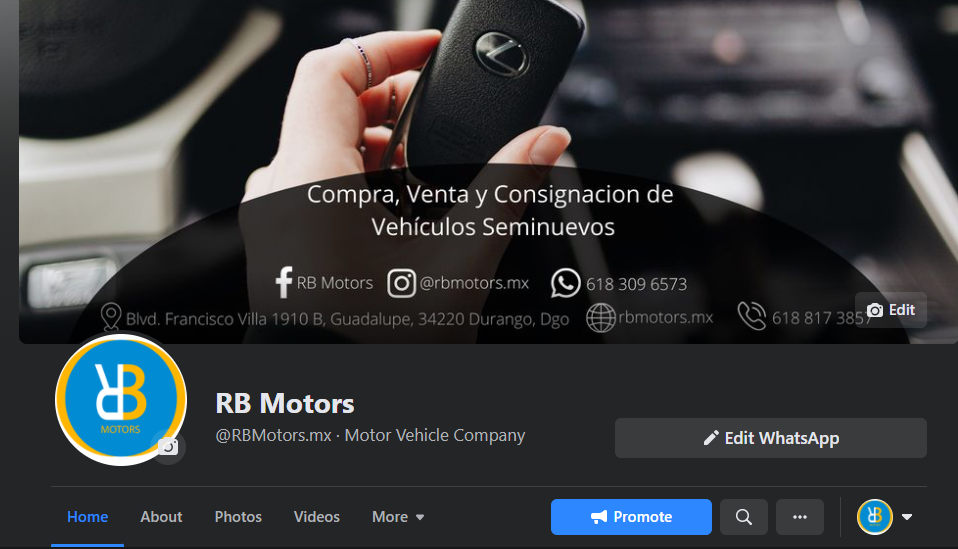 Compra, Venta y Consignacion de
Vehículos Seminuevos
RB Motors @rbmotors.mx 618 309 6573
Blvd. Francisco Villa 1910 B, Guadalupe, 34220 Durango, Dgo rbmotors.mx 618 817 3857
Edit
RB
MOTORS
RB Motors
@RBMotors.mx · Motor Vehicle Company
Edit WhatsApp
Home About Photos Videos More Promote